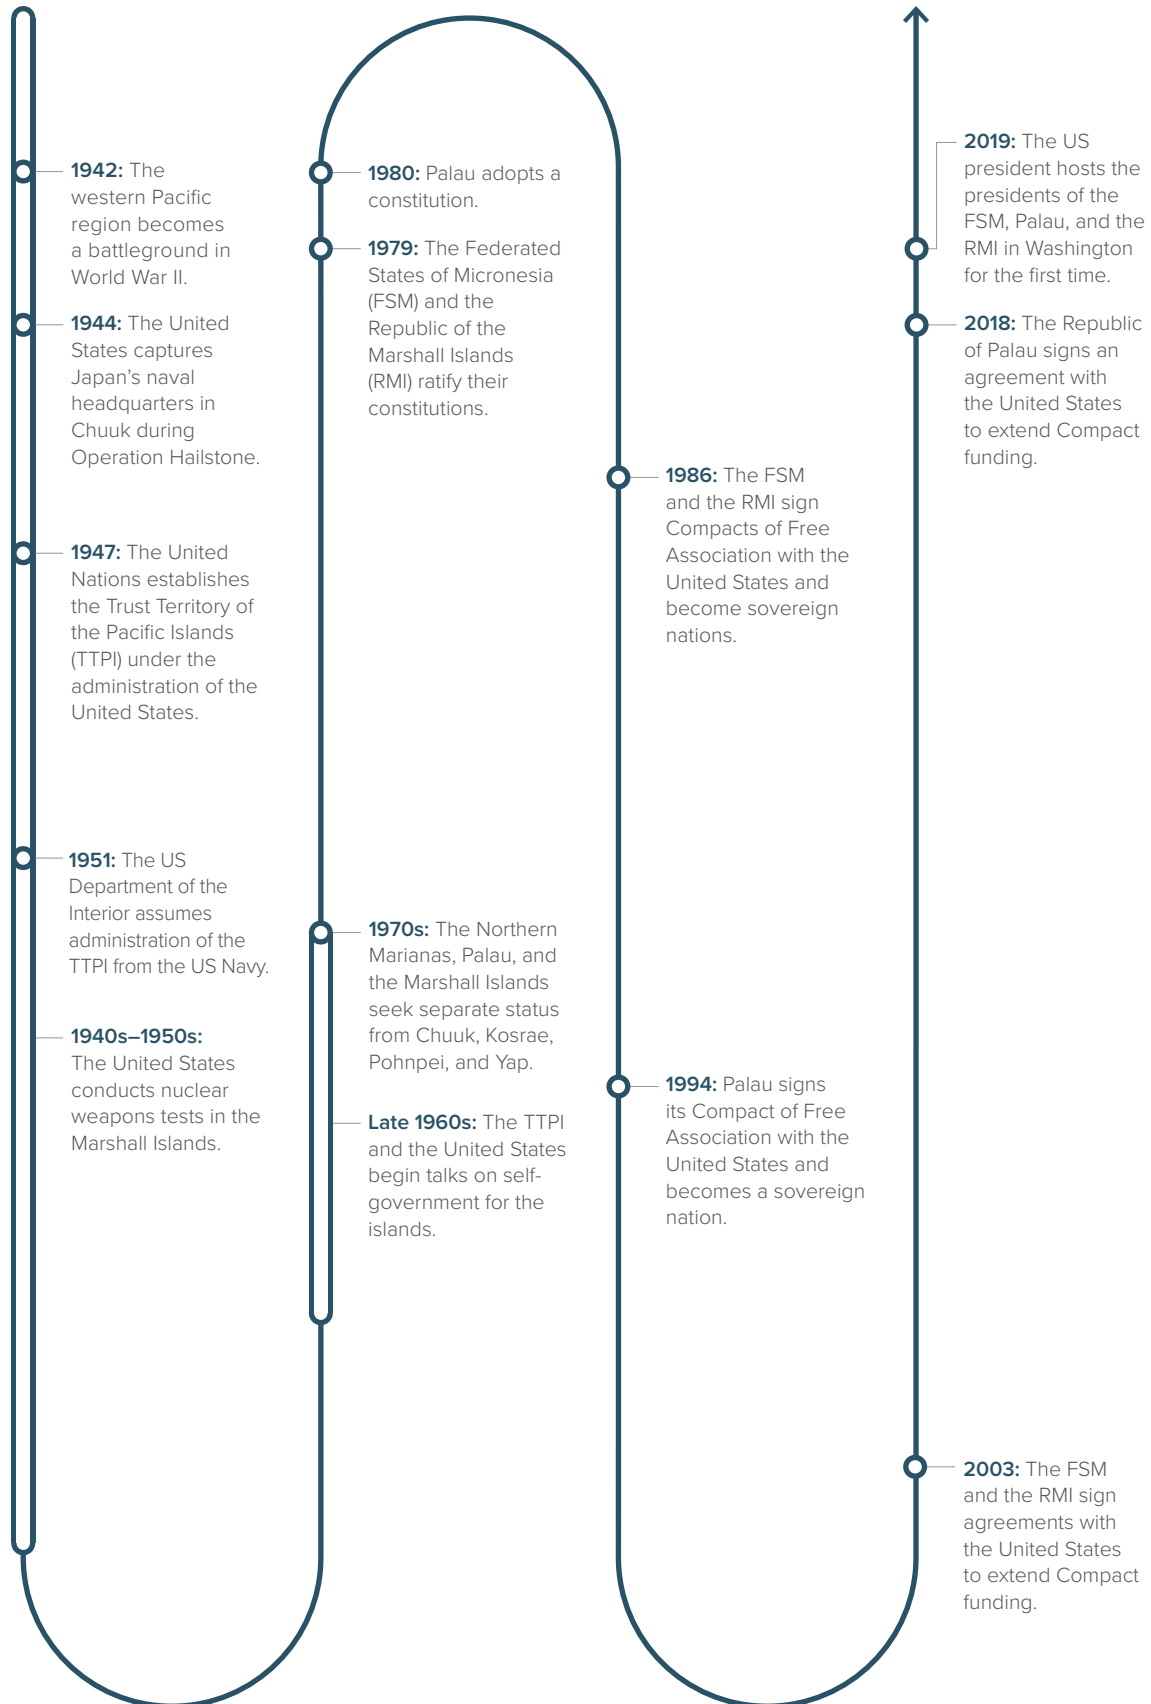 1942: The
western Pacific
region becomes
a battleground in
World War II.
1944: The United
States captures
Japan’s naval
headquarters in
Chuuk during
Operation Hailstone.
1947: The United
Nations establishes
the Trust Territory of
the Pacific Islands
(TTPI) under the
administration of the
United States.
1951: The US
Department of the
Interior assumes
administration of the
TTPI from the US Navy.
1940s–1950s:
The United States
conducts nuclear
weapons tests in the
Marshall Islands.
1980: Palau adopts a
constitution.
1979: The Federated
States of Micronesia
(FSM) and the
Republic of the
Marshall Islands
(RMI) ratify their
constitutions.
1970s: The Northern
Marianas, Palau, and
the Marshall Islands
seek separate status
from Chuuk, Kosrae,
Pohnpei, and Yap.
Late 1960s: The TTPI
and the United States
begin talks on self-
government for the
islands.
1986: The FSM
and the RMI sign
Compacts of Free
Association with the
United States and
become sovereign
nations.
1994: Palau signs
its Compact of Free
Association with the
United States and
becomes a sovereign
nation.
2019: The US
president hosts the
presidents of the
FSM, Palau, and the
RMI in Washington
for the first time.
2018: The Republic
of Palau signs an
agreement with
the United States
to extend Compact
funding.
2003: The FSM
and the RMI sign
agreements with
the United States
to extend Compact
funding.